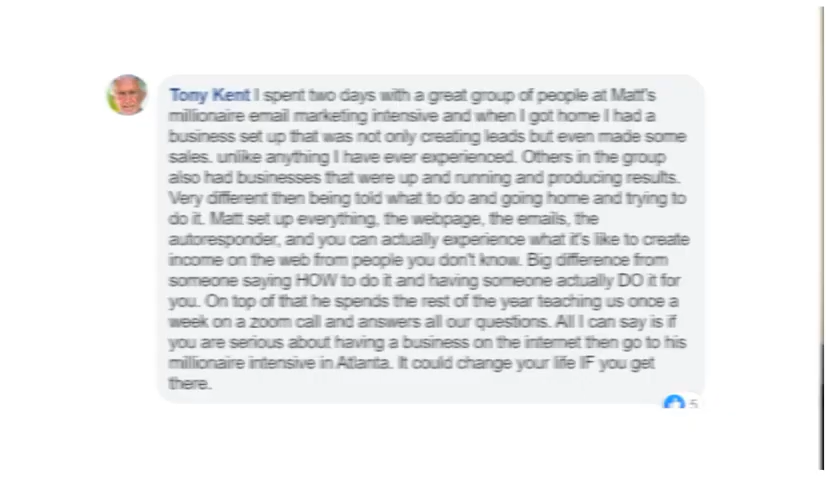 Tony Kent I spent two days with a great group of people at Matt's
millionaire email marketing intensive and when I got home I had a
business set up that was not only creating leads but even made some
sales. unlike anything I have ever experienced. Others in the group
also had businesses that were up and running and producing results.
Very different then being told what to do and going home and trying to
do it. Matt set up everything, the webpage, the emails, the
autoresponder, and you can actually experience what it's like to create
income on the web from people you don't know. Big difference from
someone saying HOW to do it and having someone actually DO it for
you. On top of that he spends the rest of the year teaching us once a
week on a zoom call and answers all our questions. All I can say is if
you are serious about having a business on the internet then go to his
millionaire intensive in Atlanta. It could change your life IF you get
there.
5